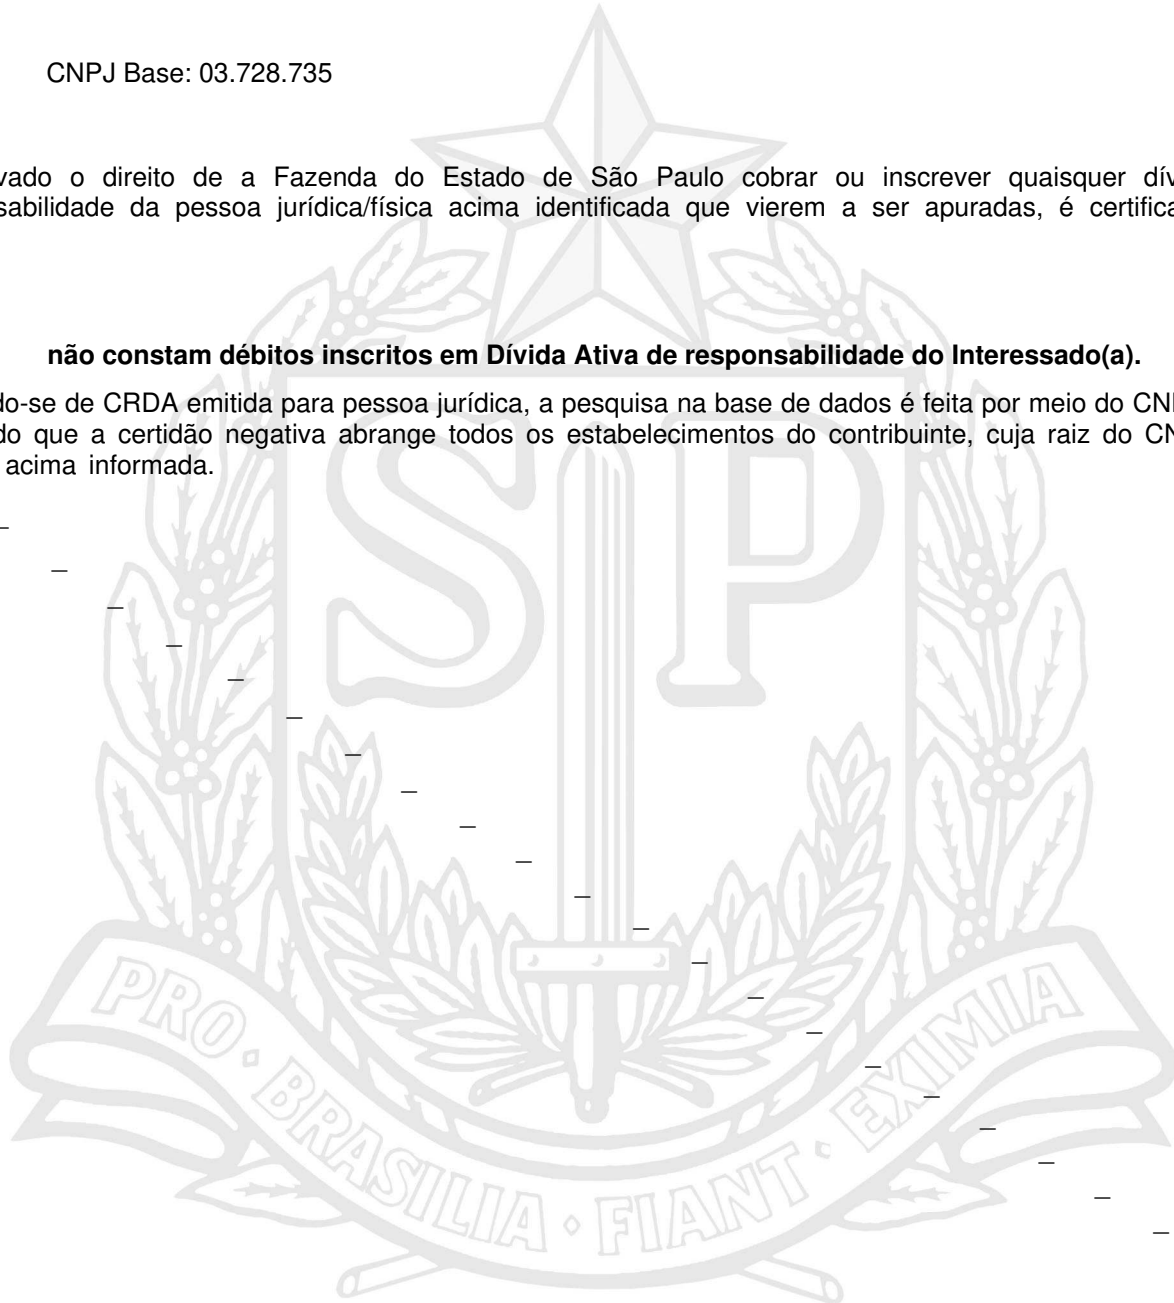 CNPJ Base: 03.728.735
vado o direito de a Fazenda do Estado de São Paulo cobrar ou inscrever quaisquer dív
sabilidade da pessoa jurídica/física acima identificada que vierem a ser apuradas, é certifica
não constam débitos inscritos em Dívida Ativa de responsabilidade do Interessado(a).
do-se de CRDA emitida para pessoa jurídica, a pesquisa na base de dados é feita por meio do CN
do que a certidão negativa abrange todos os estabelecimentos do contribuinte, cuja raiz do CN
acima informada.
SP
PRO · BRASILIA · FIANT · EXIMIA